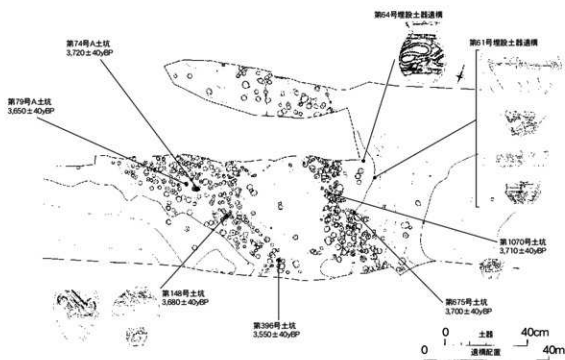 第64号埋設土器遺構
第61号埋設土器遺構
第74号A土坑
3,720±40yBP
第79号A土坑
3,650±40yBP
第1070号土坑
3,710±40yBP
第148号土坑
3,680±40yBP
第396号土坑
3,550±40yBP
第675号土坑
3,700±40yBP
0 土器 40cm
0 遺構配置 40m